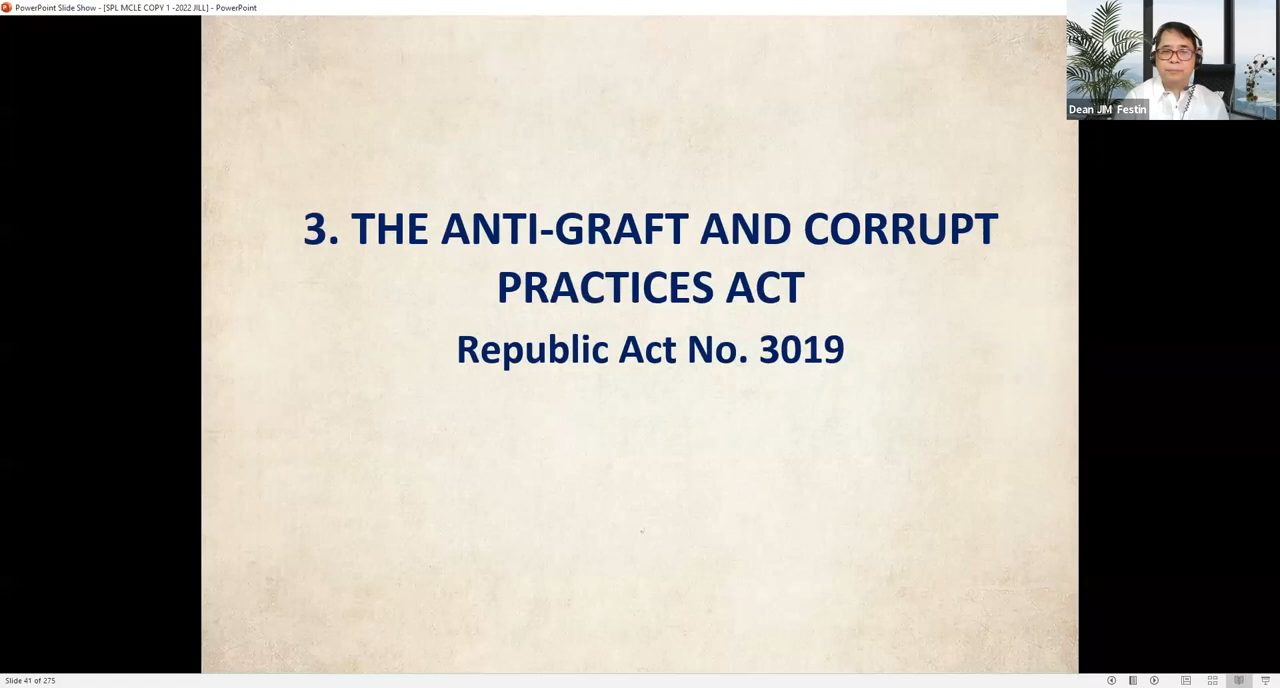 PowerPoint Slide Show - [SPL MCLE COPY 1 -2022 JILL] - PowerPoint
Dean JIM Festin
3. THE ANTI-GRAFT AND CORRUPT
PRACTICES ACT
Republic Act No. 3019
Slide 41 of 275